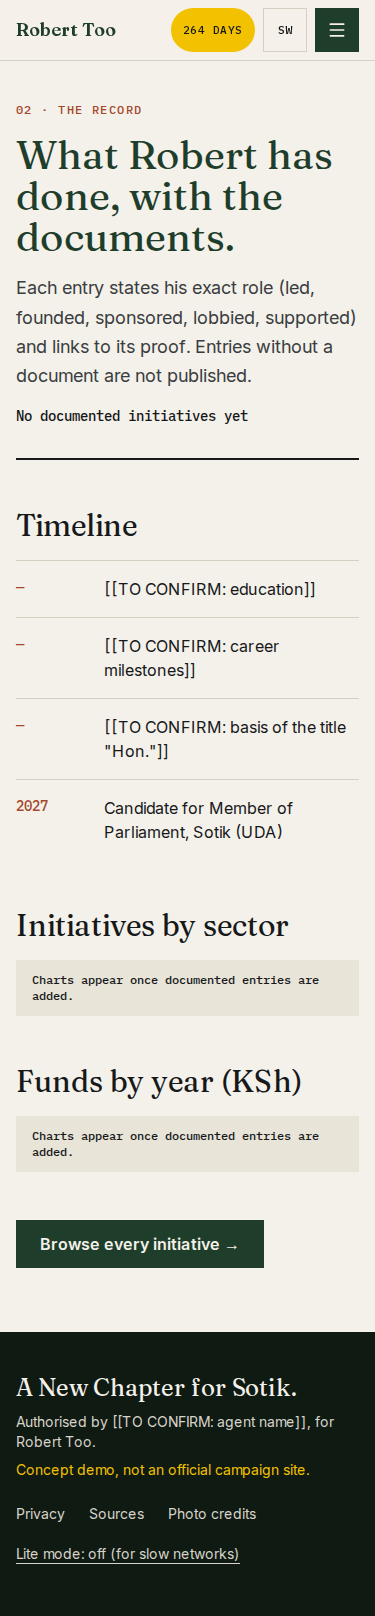 Robert Too
264 DAYS
SW
02 · THE RECORD
What Robert has
done, with the
documents.
Each entry states his exact role (led,
founded, sponsored, lobbied, supported)
and links to its proof. Entries without a
document are not published.
No documented initiatives yet
Timeline
— [[TO CONFIRM: education]]
— [[TO CONFIRM: career
milestones]]
— [[TO CONFIRM: basis of the title
"Hon."]]
2027 Candidate for Member of
Parliament, Sotik (UDA)
Initiatives by sector
Charts appear once documented entries are
added.
Funds by year (KSh)
Charts appear once documented entries are
added.
Browse every initiative →
A New Chapter for Sotik.
Authorised by [[TO CONFIRM: agent name]], for
Robert Too.
Concept demo, not an official campaign site.
Privacy Sources Photo credits
Lite mode: off (for slow networks)